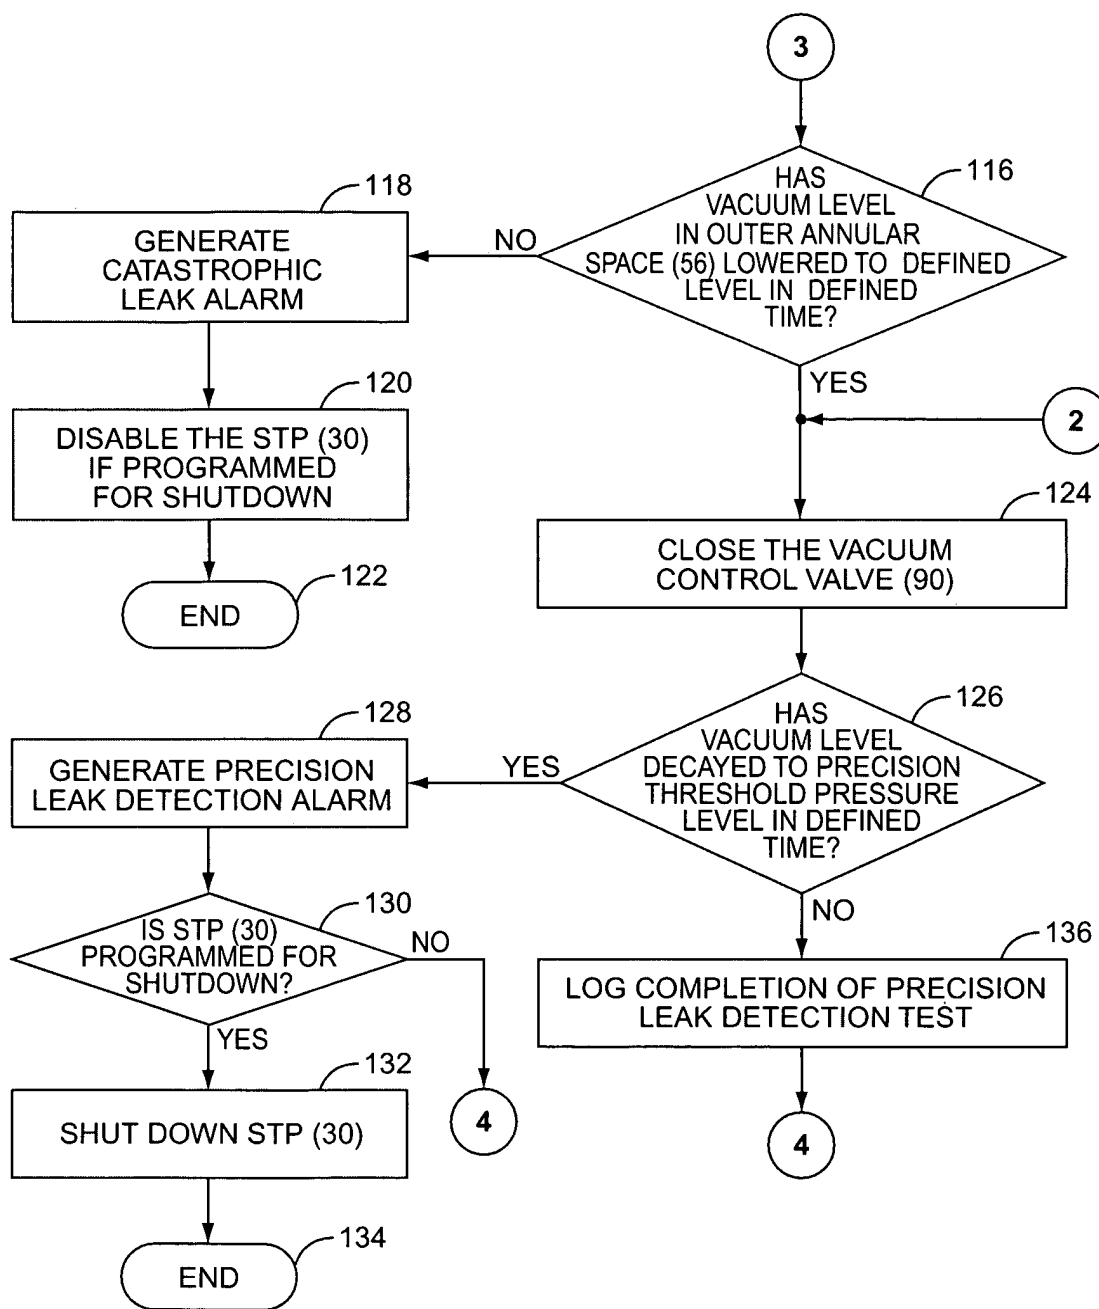 3
116
HAS
VACUUM LEVEL
IN OUTER ANNULAR
SPACE (56) LOWERED TO DEFINED
LEVEL IN DEFINED
TIME?
NO
YES
118
GENERATE
CATASTROPHIC
LEAK ALARM
120
DISABLE THE STP (30)
IF PROGRAMMED
FOR SHUTDOWN
122
END
2
124
CLOSE THE VACUUM
CONTROL VALVE (90)
126
HAS
VACUUM LEVEL
DECAYED TO PRECISION
THRESHOLD PRESSURE
LEVEL IN DEFINED
TIME?
YES
NO
128
GENERATE PRECISION
LEAK DETECTION ALARM
130
IS STP (30)
PROGRAMMED FOR
SHUTDOWN?
NO
YES
4
132
SHUT DOWN STP (30)
134
END
136
LOG COMPLETION OF PRECISION
LEAK DETECTION TEST
4